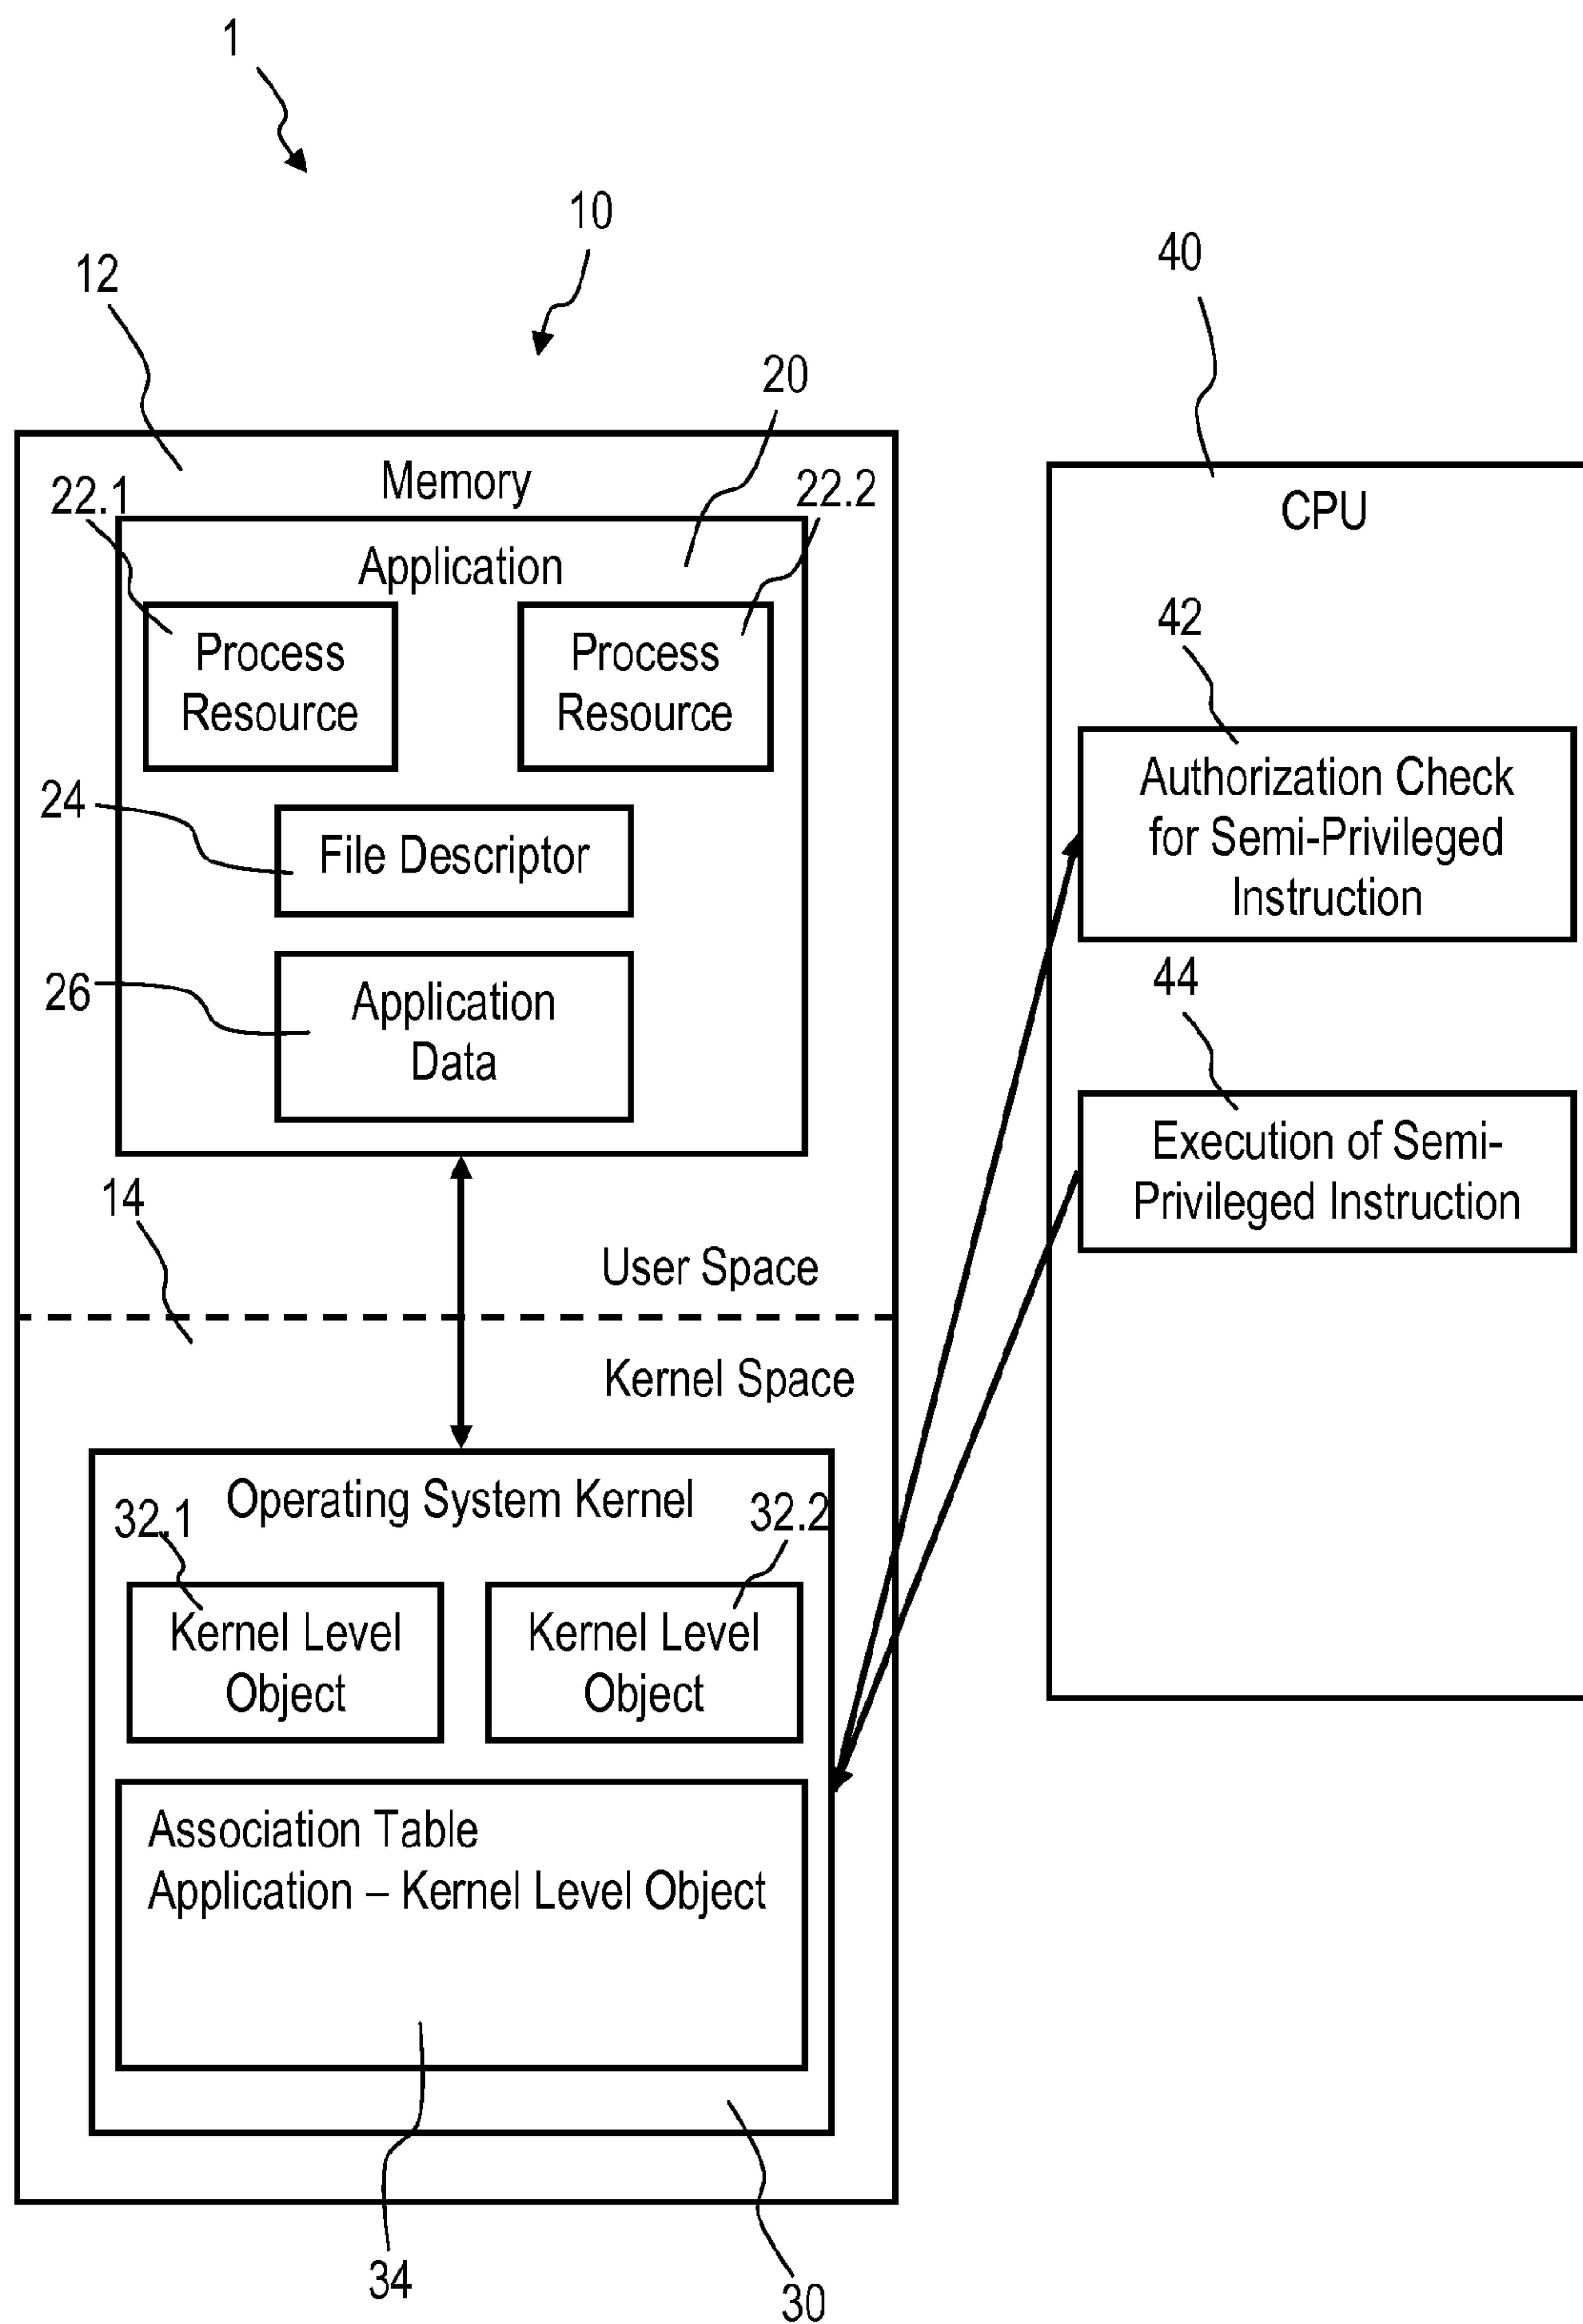 1
10
12
40
20
Memory
22.1
22.2
CPU
Application
Process
Resource
Process
Resource
42
24
File Descriptor
Authorization Check
for Semi-Privileged
Instruction
26
Application
Data
44
Execution of Semi-
Privileged Instruction
14
User Space
Kernel Space
Operating System Kernel
32.1
32.2
Kernel Level
Object
Kernel Level
Object
Association Table
Application – Kernel Level Object
34
30